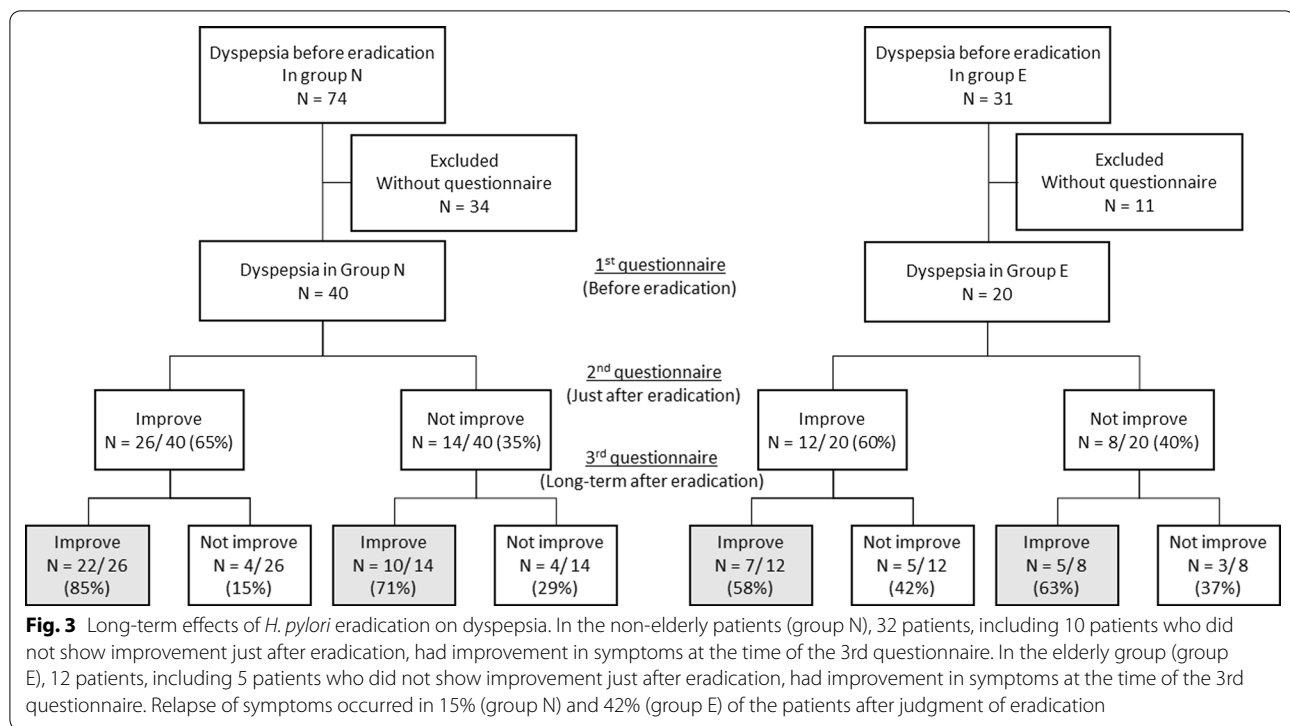 Dyspepsia before eradication
In group N
N = 74
Dyspepsia before eradication
In group E
N = 31
Excluded
Without questionnaire
N = 34
Excluded
Without questionnaire
N = 11
Dyspepsia in Group N
N = 40
1st questionnaire
(Before eradication)
Dyspepsia in Group E
N = 20
2nd questionnaire
(Just after eradication)
Improve
N = 26/40 (65%)
Not improve
N = 14/40 (35%)
Improve
N = 12/20 (60%)
Not improve
N = 8/20 (40%)
3rd questionnaire
(Long-term after eradication)
Improve
N = 22/26
(85%)
Not improve
N = 4/26
(15%)
Improve
N = 10/14
(71%)
Not improve
N = 4/14
(29%)
Improve
N = 7/12
(58%)
Not improve
N = 5/12
(42%)
Improve
N = 5/8
(63%)
Not improve
N = 3/8
(37%)
Fig. 3 Long-term effects of H. pylori eradication on dyspepsia. In the non-elderly patients (group N), 32 patients, including 10 patients who did
not show improvement just after eradication, had improvement in symptoms at the time of the 3rd questionnaire. In the elderly group (group
E), 12 patients, including 5 patients who did not show improvement just after eradication, had improvement in symptoms at the time of the 3rd
questionnaire. Relapse of symptoms occurred in 15% (group N) and 42% (group E) of the patients after judgment of eradication